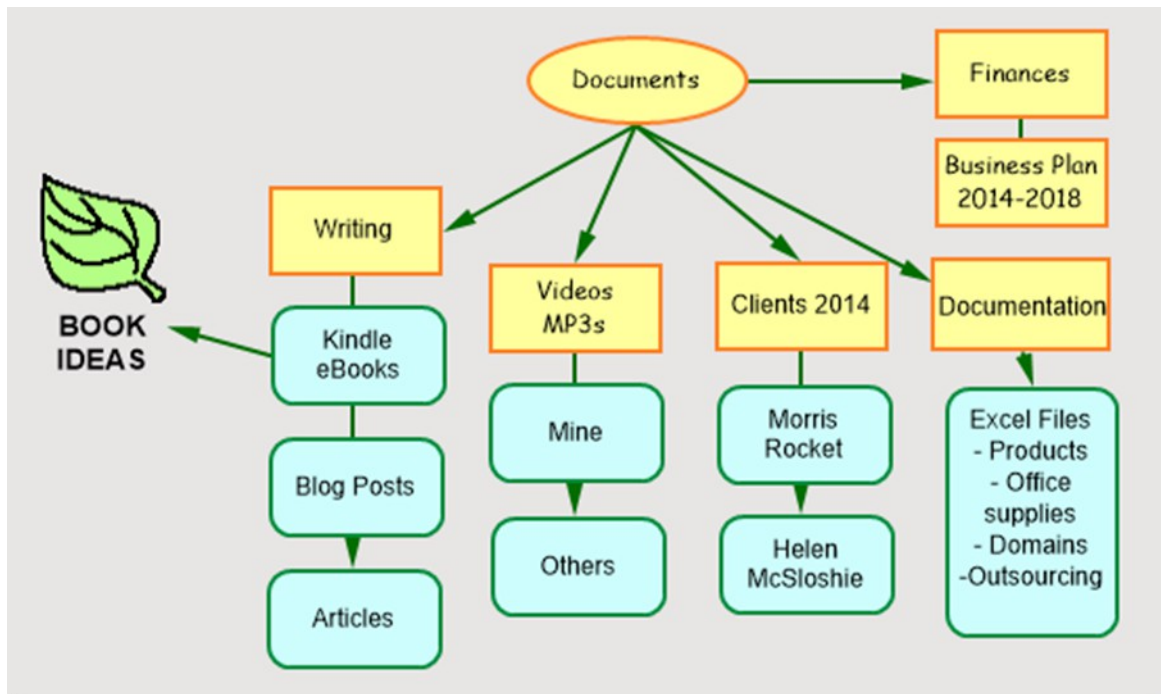 Documents
Finances
Business Plan
2014-2018
Writing
BOOK
IDEAS
Kindle
eBooks
Blog Posts
Articles
Videos
MP3s
Mine
Others
Clients 2014
Morris
Rocket
Helen
McSloshie
Documentation
Excel Files
- Products
- Office
supplies
- Domains
-Outsourcing